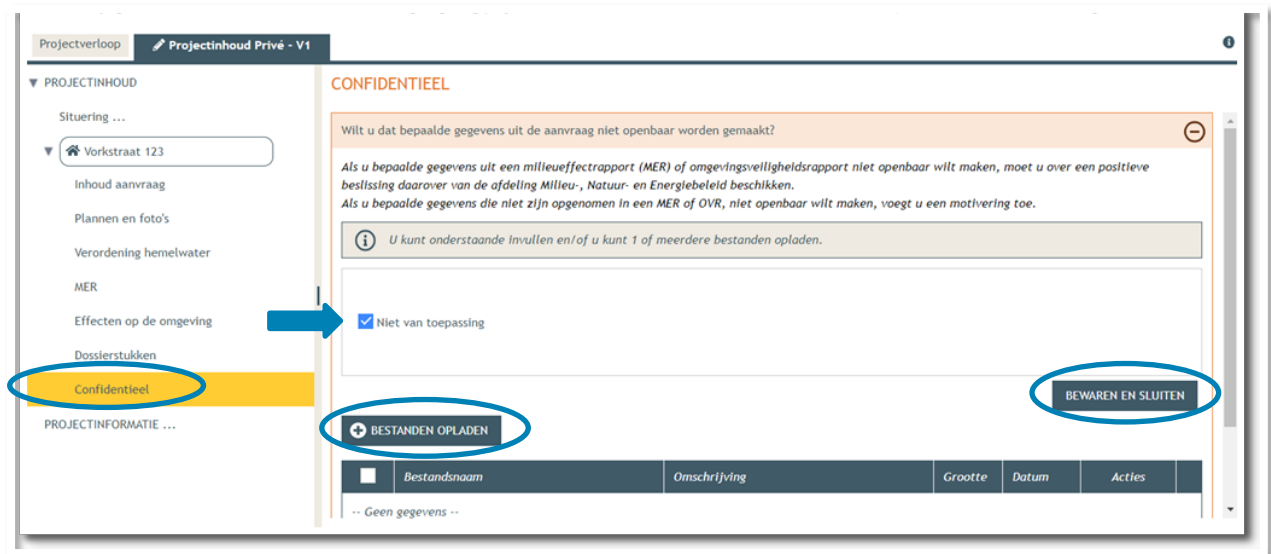 Projectverloop
Projectinhoud Privé - V1
PROJECTINHOUD
Situering ...
Vorkstraat 123
Inhoud aanvraag
Plannen en foto's
Verordening hemelwater
MER
Effecten op de omgeving
Dossierstukken
Confidentieel
PROJECTINFORMATIE ...
CONFIDENTIEEL
Wilt u dat bepaalde gegevens uit de aanvraag niet openbaar worden gemaakt?
Als u bepaalde gegevens uit een milieueffectrapport (MER) of omgevingsveiligheidsrapport niet openbaar wilt maken, moet u over een positieve
beslissing daarover van de afdeling Milieu-, Natuur- en Energiebeleid beschikken.
Als u bepaalde gegevens die niet zijn opgenomen in een MER of OVR, niet openbaar wilt maken, voegt u een motivering toe.
U kunt onderstaande invullen en/of u kunt 1 of meerdere bestanden opladen.
Niet van toepassing
BEWAREN EN SLUITEN
BESTANDEN OPLADEN
Bestandsnaam Omschrijving Grootte Datum Acties
-- Geen gegevens --